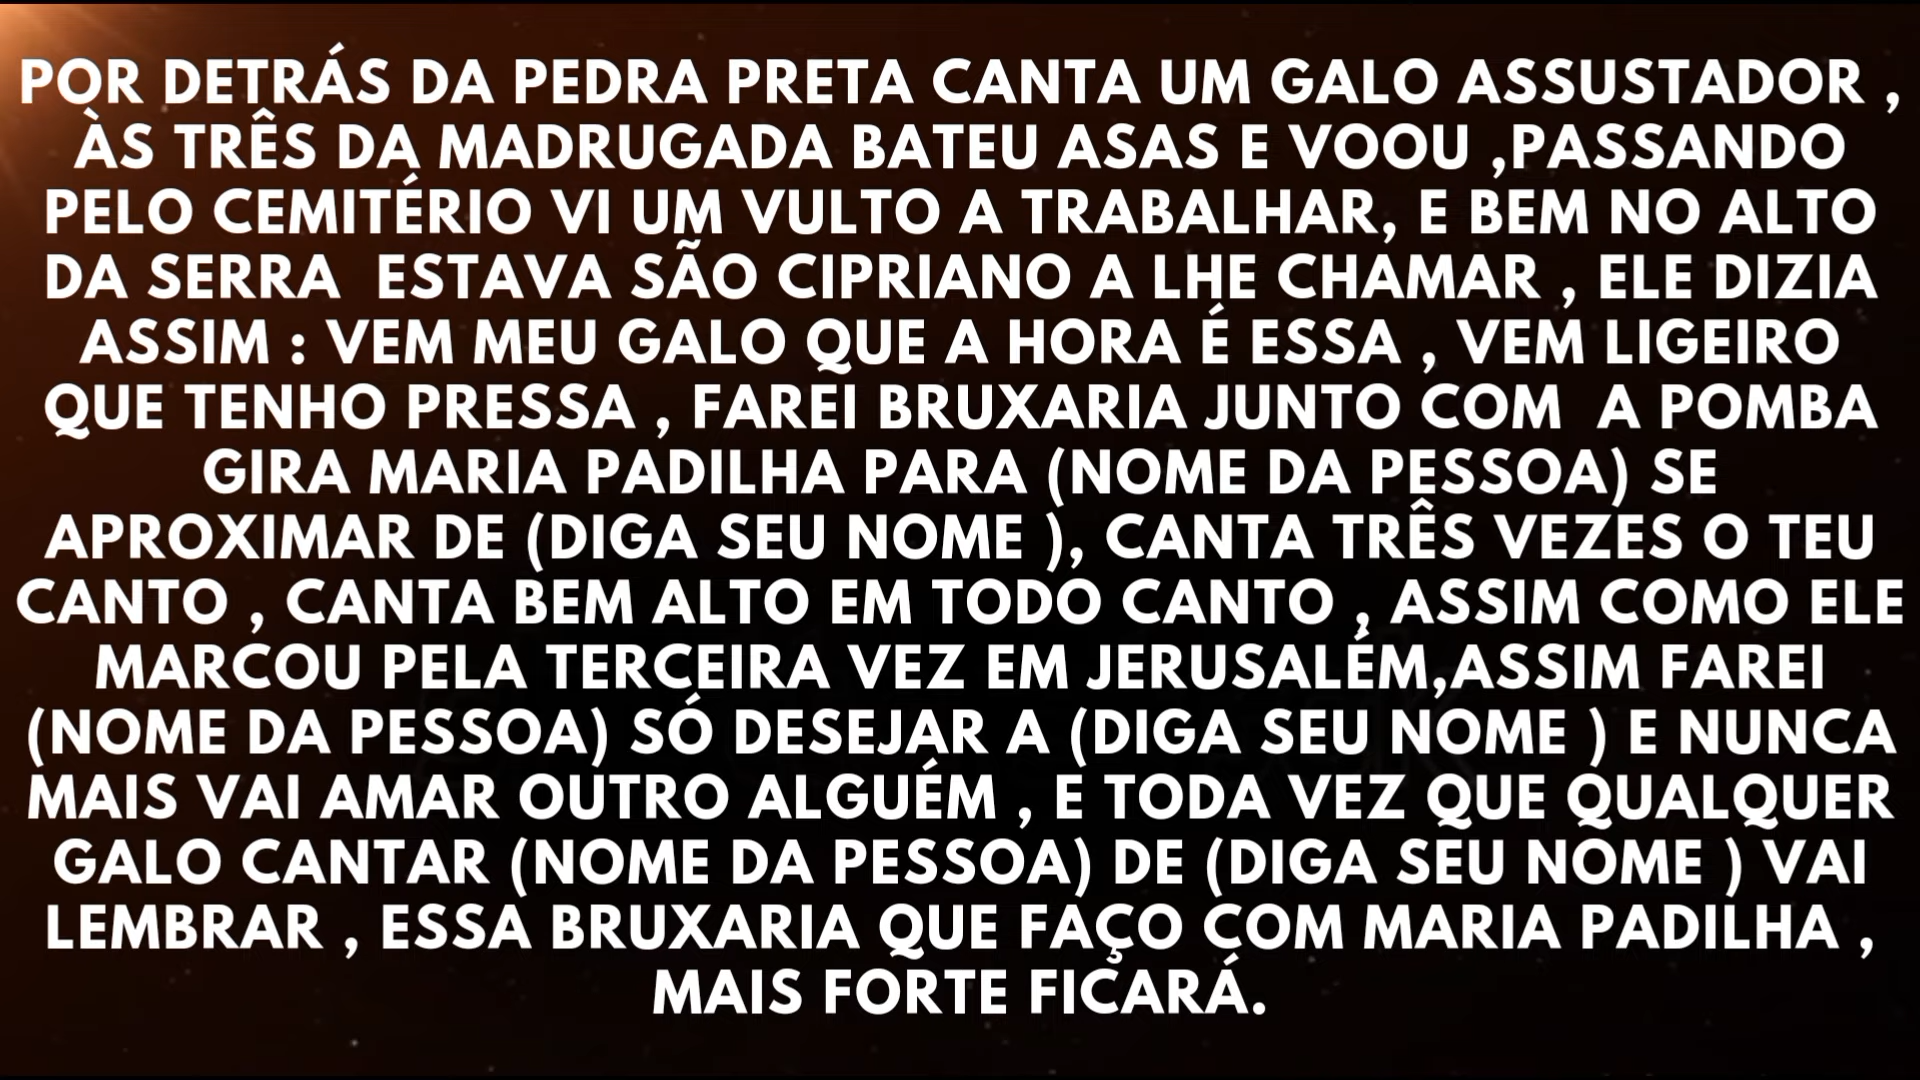 POR DETRÁS DA PEDRA PRETA CANTA UM GALO ASSUSTADOR ,
ÀS TRÊS DA MADRUGADA BATEU ASAS E VOOU ,PASSANDO
PELO CEMITÉRIO VI UM VULTO A TRABALHAR, E BEM NO ALTO
DA SERRA  ESTAVA SÃO CIPRIANO A LHE CHAMAR , ELE DIZIA
ASSIM : VEM MEU GALO QUE A HORA É ESSA , VEM LIGEIRO
QUE TENHO PRESSA , FAREI BRUXARIA JUNTO COM  A POMBA
GIRA MARIA PADILHA PARA (NOME DA PESSOA) SE
APROXIMAR DE (DIGA SEU NOME ), CANTA TRÊS VEZES O TEU
CANTO , CANTA BEM ALTO EM TODO CANTO , ASSIM COMO ELE
MARCOU PELA TERCEIRA VEZ EM JERUSALÉM,ASSIM FAREI
(NOME DA PESSOA) SÓ DESEJAR A (DIGA SEU NOME ) E NUNCA
MAIS VAI AMAR OUTRO ALGUÉM , E TODA VEZ QUE QUALQUER
GALO CANTAR (NOME DA PESSOA) DE (DIGA SEU NOME ) VAI
LEMBRAR , ESSA BRUXARIA QUE FAÇO COM MARIA PADILHA ,
MAIS FORTE FICARÁ.